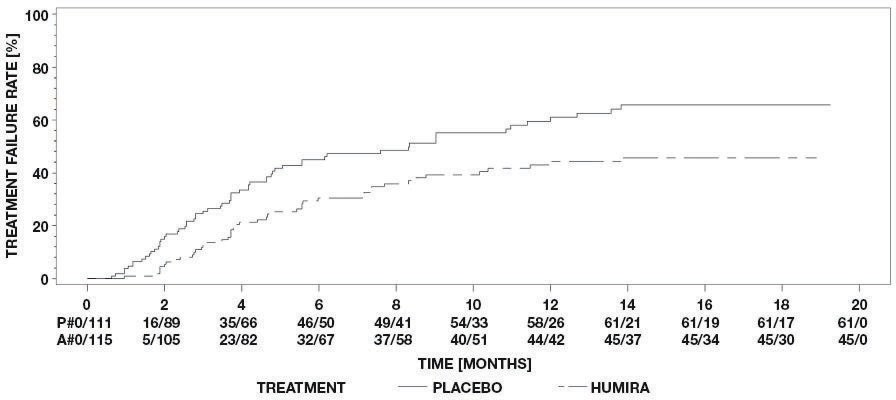 TREATMENT FAILURE RATE [%]
100
80
60
40
20
0
0 2 4 6 8 10 12 14 16 18 20
P#0/111 16/89 35/66 46/50 49/41 54/33 58/26 61/21 61/19 61/17 61/0
A#0/115 5/105 23/82 32/67 37/58 40/51 44/42 45/37 45/34 45/30 45/0
TIME [MONTHS]
TREATMENT PLACEBO HUMIRA